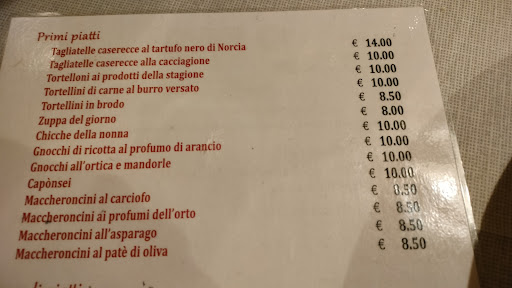 Primi piatti
Tagliatelle caserecce al tartufo nero di Norcia € 14.00
Tagliatelle caserecce alla cacciagione € 10.00
Tortelloni ai prodotti della stagione € 10.00
Tortellini di carne al burro versato € 10.00
Tortellini in brodo € 8.50
Zuppa del giorno € 8.00
Chicche della nonna € 10.00
Gnocchi di ricotta al profumo di arancio € 10.00
Gnocchi all'ortica e mandorle € 10.00
Capònsei € 10.00
Maccheroncini al carciofo € 8.50
Maccheroncini ai profumi dell'orto € 8.50
Maccheroncini all'asparago € 8.50
Maccheroncini al patè di oliva € 8.50